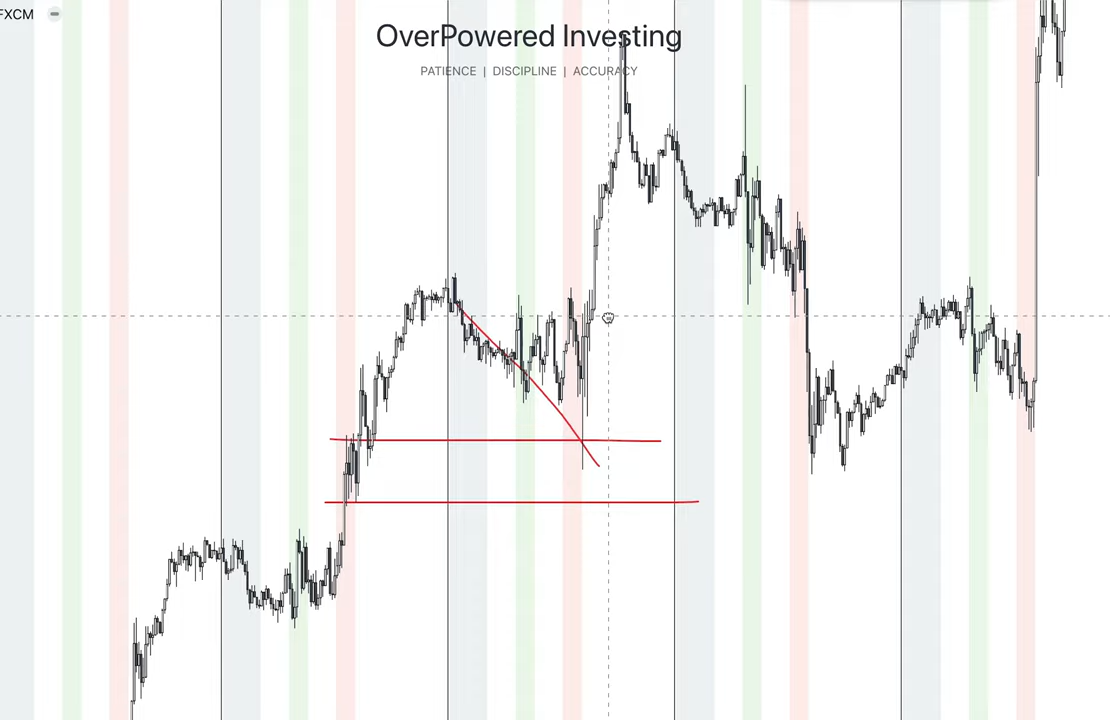 FXCM
OverPowered Investing
PATIENCE | DISCIPLINE | ACCURACY